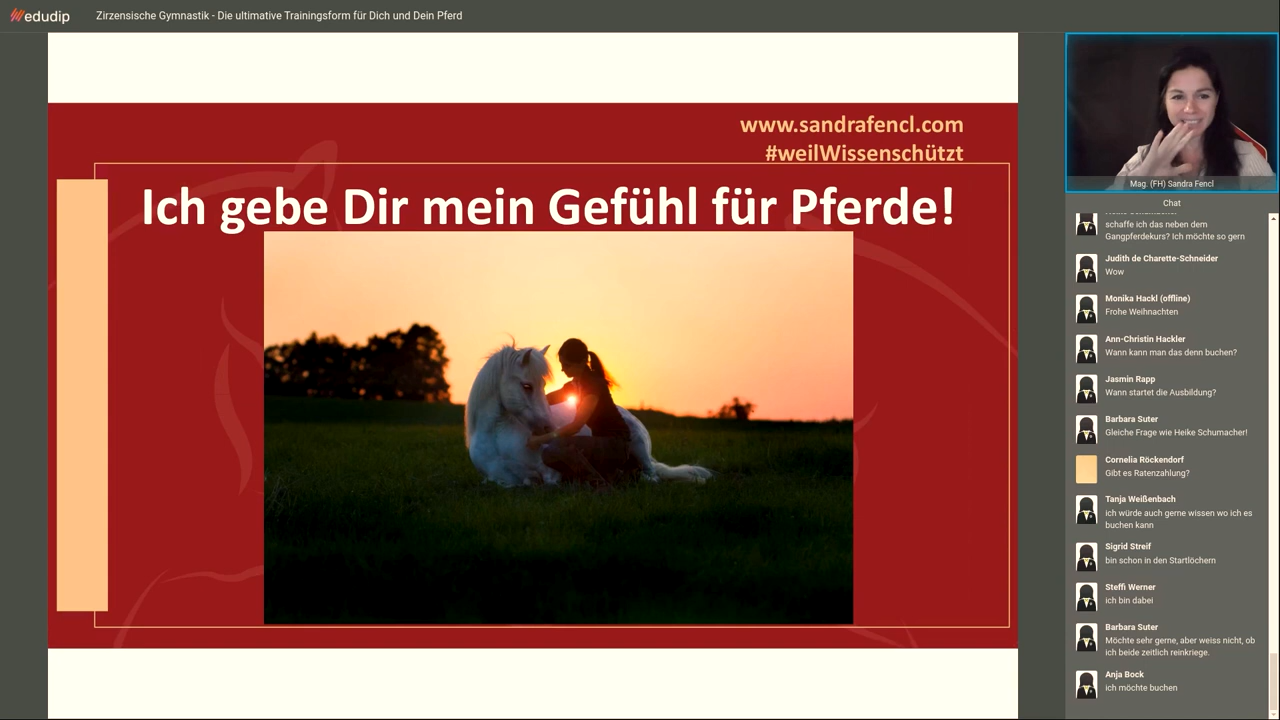 edudip
Zirzensische Gymnastik - Die ultimative Trainingsform für Dich und Dein Pferd
www.sandrafencl.com
#weilWissenschützt
Ich gebe Dir mein Gefühl für Pferde!
Mag. (FH) Sandra Fencl
Chat
schaffe ich das neben dem
Gangpferdekurs? Ich möchte so gern
Judith de Charette-Schneider
Wow
Monika Hackl (offline)
Frohe Weihnachten
Ann-Christin Hackler
Wann kann man das denn buchen?
Jasmin Rapp
Wann startet die Ausbildung?
Barbara Suter
Gleiche Frage wie Heike Schumacher!
Cornelia Röckendorf
Gibt es Ratenzahlung?
Tanja Weißenbach
ich würde auch gerne wissen wo ich es
buchen kann
Sigrid Streif
bin schon in den Startlöchern
Steffi Werner
ich bin dabei
Barbara Suter
Möchte sehr gerne, aber weiss nicht, ob
ich beide zeitlich reinkriege.
Anja Bock
ich möchte buchen